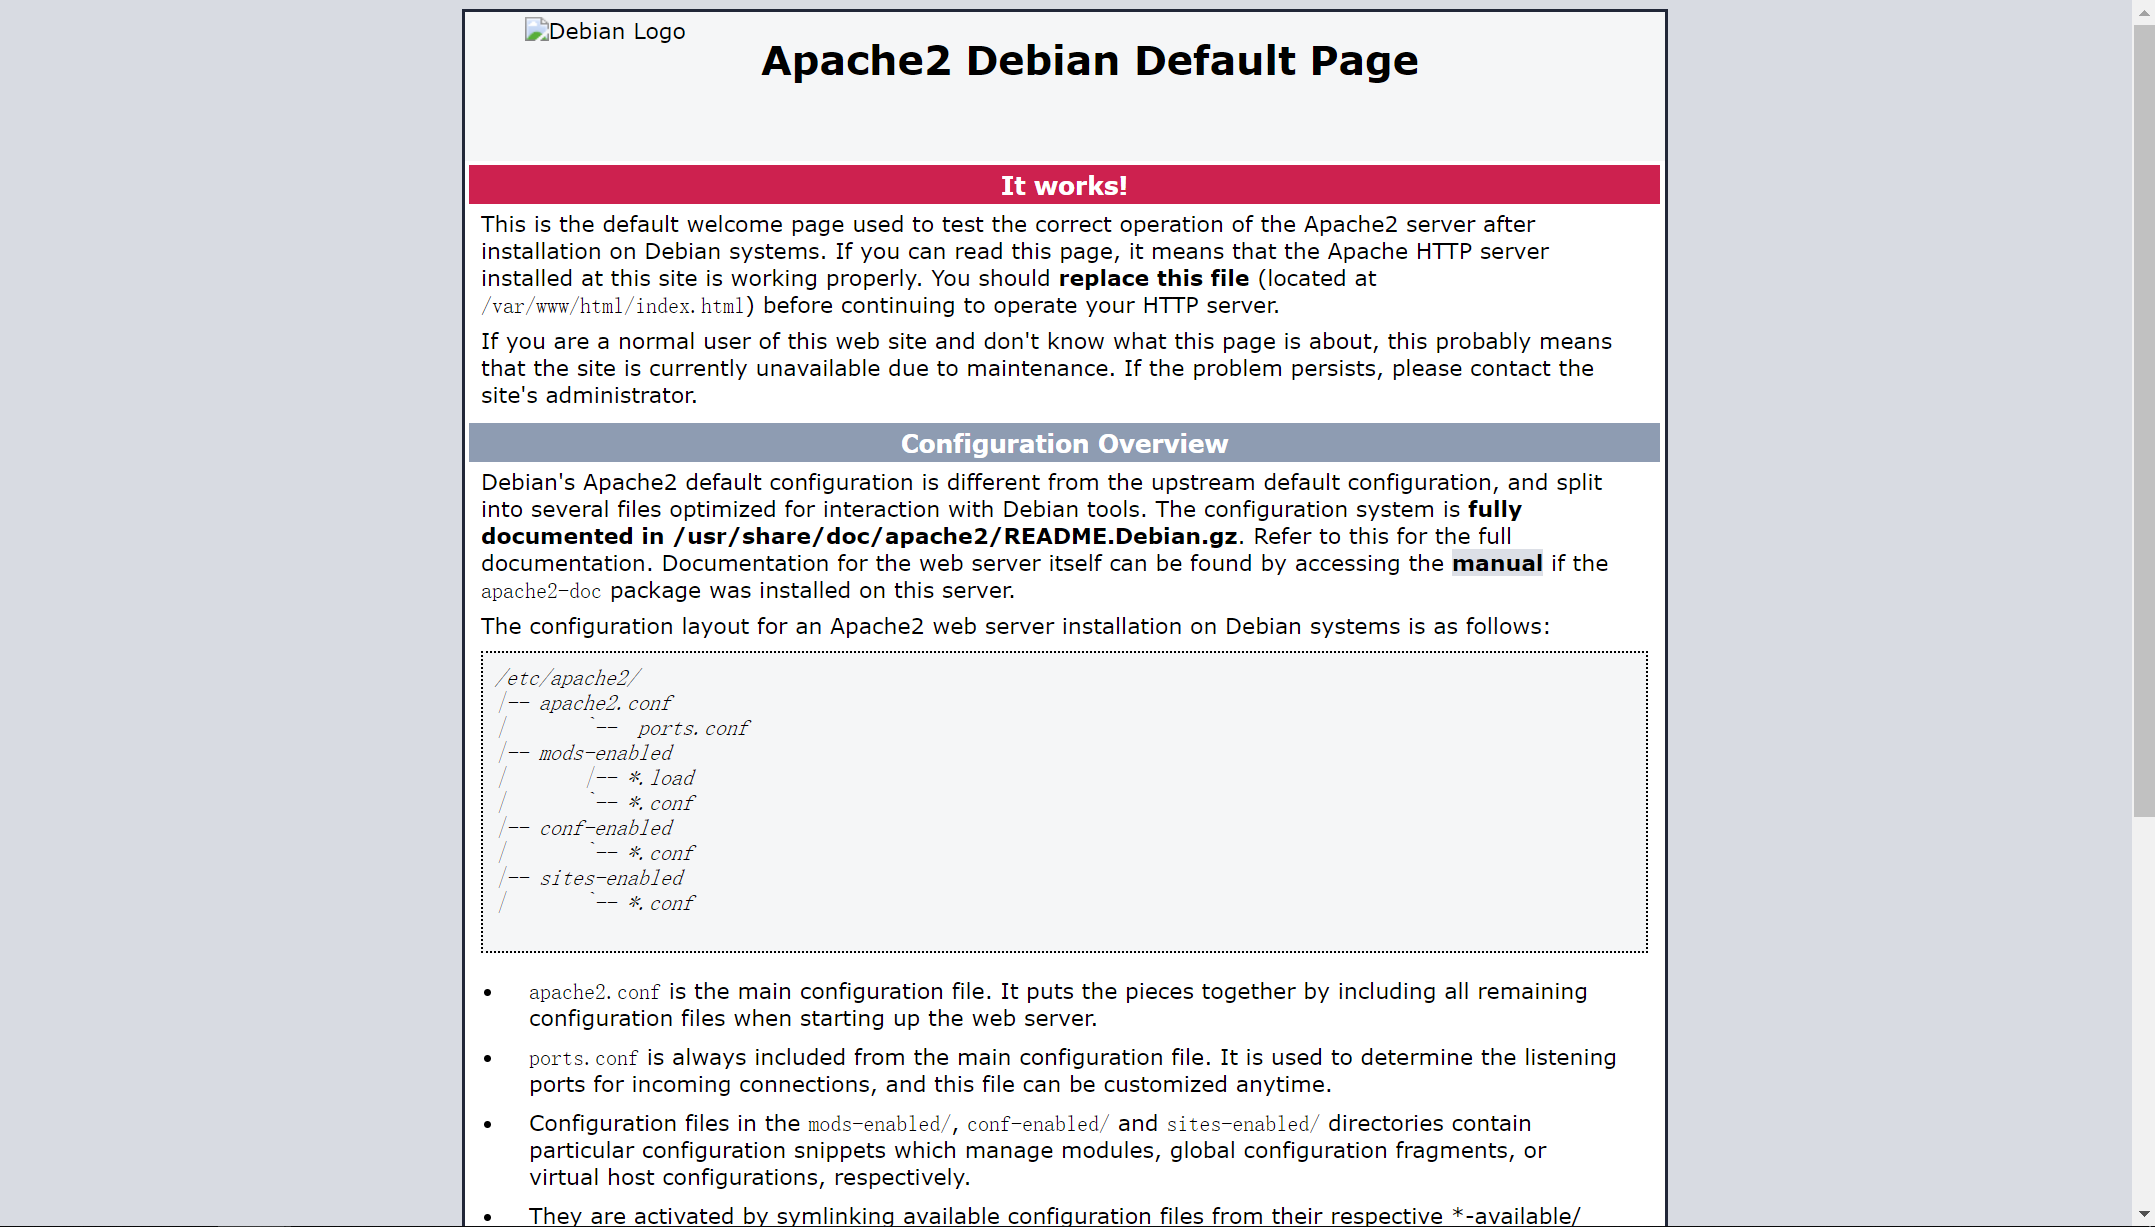 Debian Logo
Apache2 Debian Default Page
It works!
This is the default welcome page used to test the correct operation of the Apache2 server after
installation on Debian systems. If you can read this page, it means that the Apache HTTP server
installed at this site is working properly. You should replace this file (located at
/var/www/html/index.html) before continuing to operate your HTTP server.
If you are a normal user of this web site and don't know what this page is about, this probably means
that the site is currently unavailable due to maintenance. If the problem persists, please contact the
site's administrator.
Configuration Overview
Debian's Apache2 default configuration is different from the upstream default configuration, and split
into several files optimized for interaction with Debian tools. The configuration system is fully
documented in /usr/share/doc/apache2/README.Debian.gz. Refer to this for the full
documentation. Documentation for the web server itself can be found by accessing the manual if the
apache2-doc package was installed on this server.
The configuration layout for an Apache2 web server installation on Debian systems is as follows:
/etc/apache2/
|-- apache2.conf
|       `--  ports.conf
|-- mods-enabled
|       |-- *.load
|       `-- *.conf
|-- conf-enabled
|       `-- *.conf
|-- sites-enabled
|       `-- *.conf
• apache2.conf is the main configuration file. It puts the pieces together by including all remaining
configuration files when starting up the web server.
• ports.conf is always included from the main configuration file. It is used to determine the listening
ports for incoming connections, and this file can be customized anytime.
• Configuration files in the mods-enabled/, conf-enabled/ and sites-enabled/ directories contain
particular configuration snippets which manage modules, global configuration fragments, or
virtual host configurations, respectively.
• They are activated by symlinking available configuration files from their respective *-available/